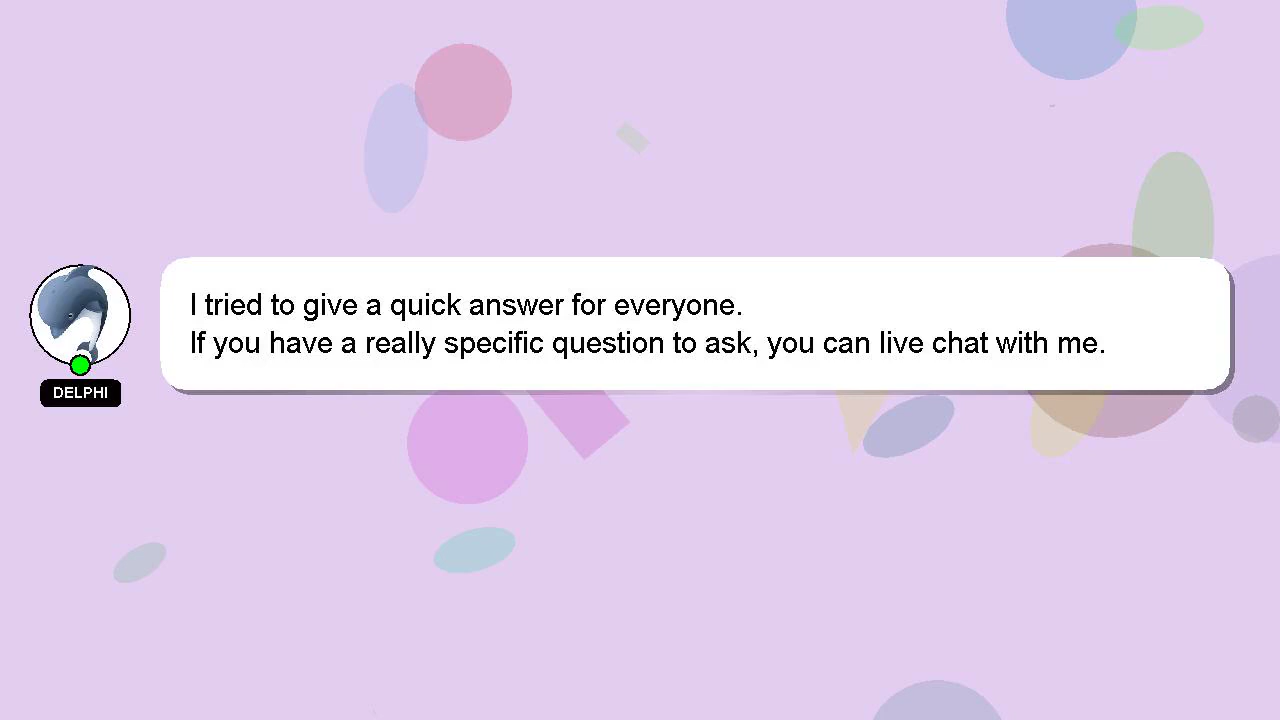 I tried to give a quick answer for everyone.
If you have a really specific question to ask, you can live chat with me.
DELPHI